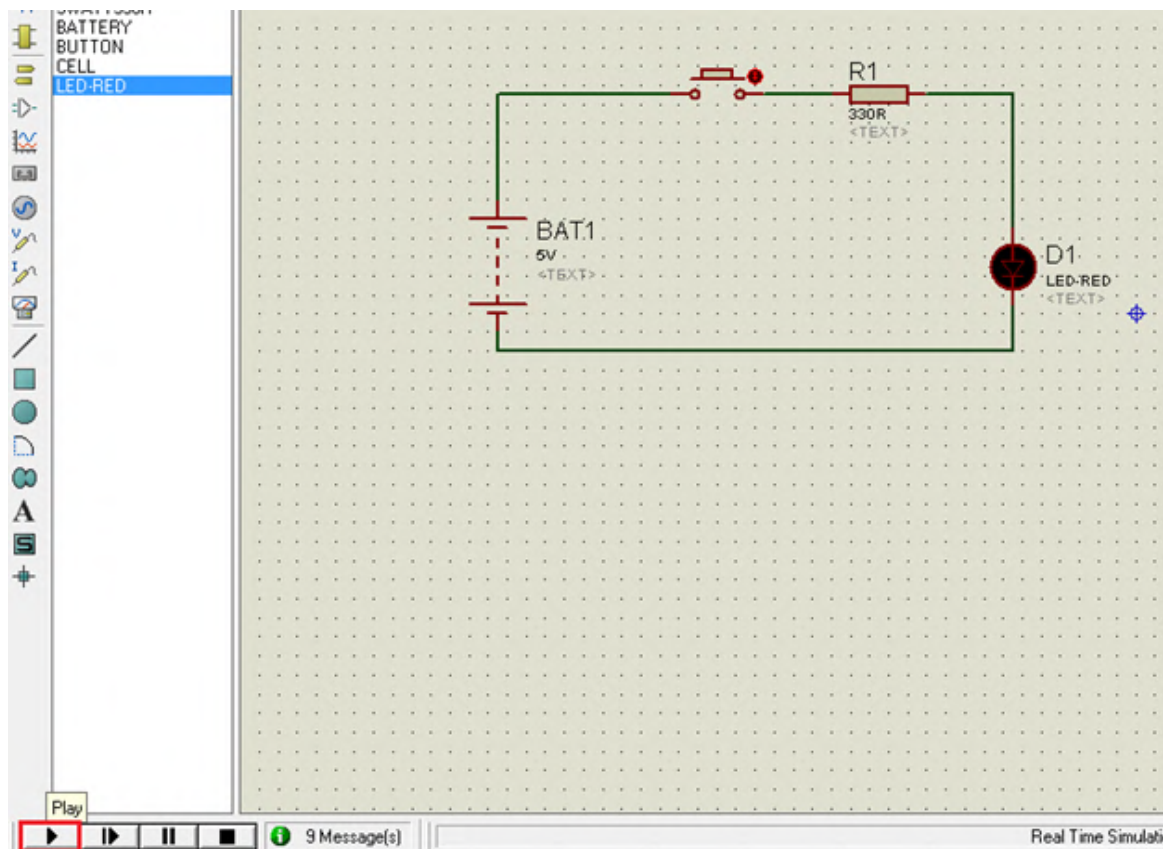 BATTERY
BUTTON
CELL
LED-RED
R1
330R
<TEXT>
BAT1
5V
<TEXT>
D1
LED-RED
<TEXT>
A
S
Play
9 Message(s)
Real Time Simulati